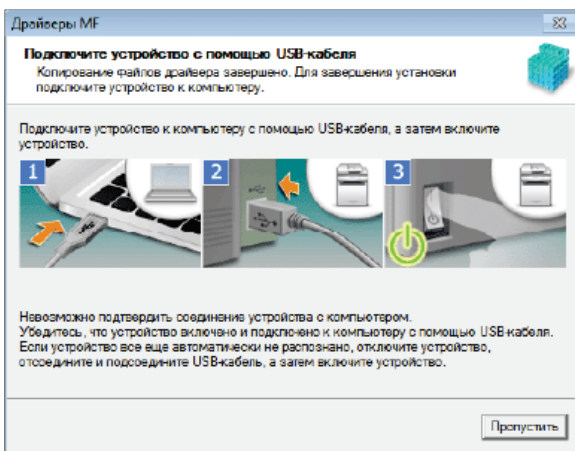 Драйверы MF
Подключите устройство с помощью USB-кабеля
Копирование файлов драйвера завершено. Для завершения установки
подключите устройство к компьютеру.
Подключите устройство к компьютеру с помощью USB-кабеля, а затем включите
устройство.
1 2 3
Невозможно подтвердить соединение устройства с компьютером.
Убедитесь, что устройство включено и подключено к компьютеру с помощью USB-кабеля.
Если устройство все еще автоматически не распознано, отключите устройство,
отсоедините и подсоедините USB-кабель, а затем включите устройство.
Пропустить